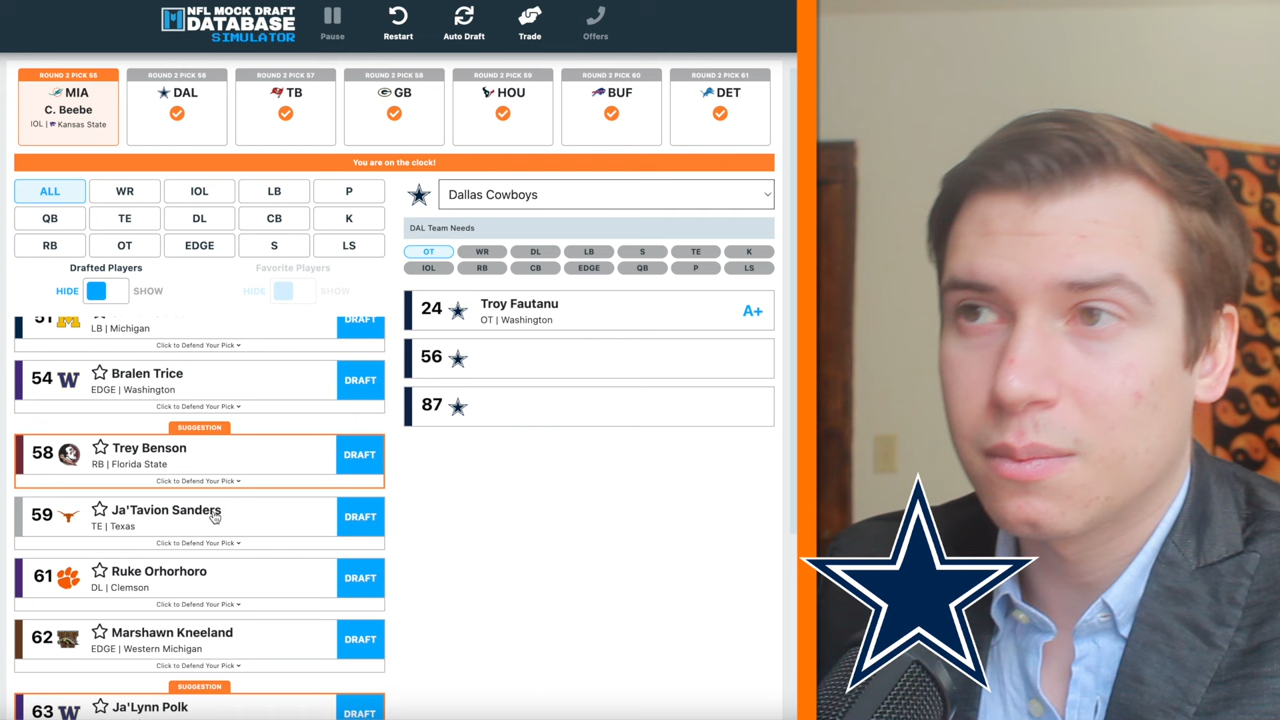 NFL MOCK DRAFT
DATABASE
SIMULATOR
Pause
Restart
Auto Draft
Trade
Offers
ROUND 2 PICK 55
MIA
C. Beebe
IOL | Kansas State
ROUND 2 PICK 56
DAL
ROUND 2 PICK 57
TB
ROUND 2 PICK 58
GB
ROUND 2 PICK 59
HOU
ROUND 2 PICK 60
BUF
ROUND 2 PICK 61
DET
You are on the clock!
ALL WR IOL LB P
QB TE DL CB K
RB OT EDGE S LS
Drafted Players
HIDE SHOW
Favorite Players
HIDE SHOW
51
LB | Michigan
DRAFT
Click to Defend Your Pick
54 W Bralen Trice
EDGE | Washington
DRAFT
Click to Defend Your Pick
SUGGESTION
58 Trey Benson
RB | Florida State
DRAFT
Click to Defend Your Pick
59 Ja'Tavion Sanders
TE | Texas
DRAFT
Click to Defend Your Pick
61 Ruke Orhorhoro
DL | Clemson
DRAFT
Click to Defend Your Pick
62 Marshawn Kneeland
EDGE | Western Michigan
DRAFT
Click to Defend Your Pick
SUGGESTION
63 W Ja'Lynn Polk
DRAFT
Dallas Cowboys
DAL Team Needs
OT WR DL LB S TE K
IOL RB CB EDGE QB P LS
24 Troy Fautanu
OT | Washington
A+
56
87